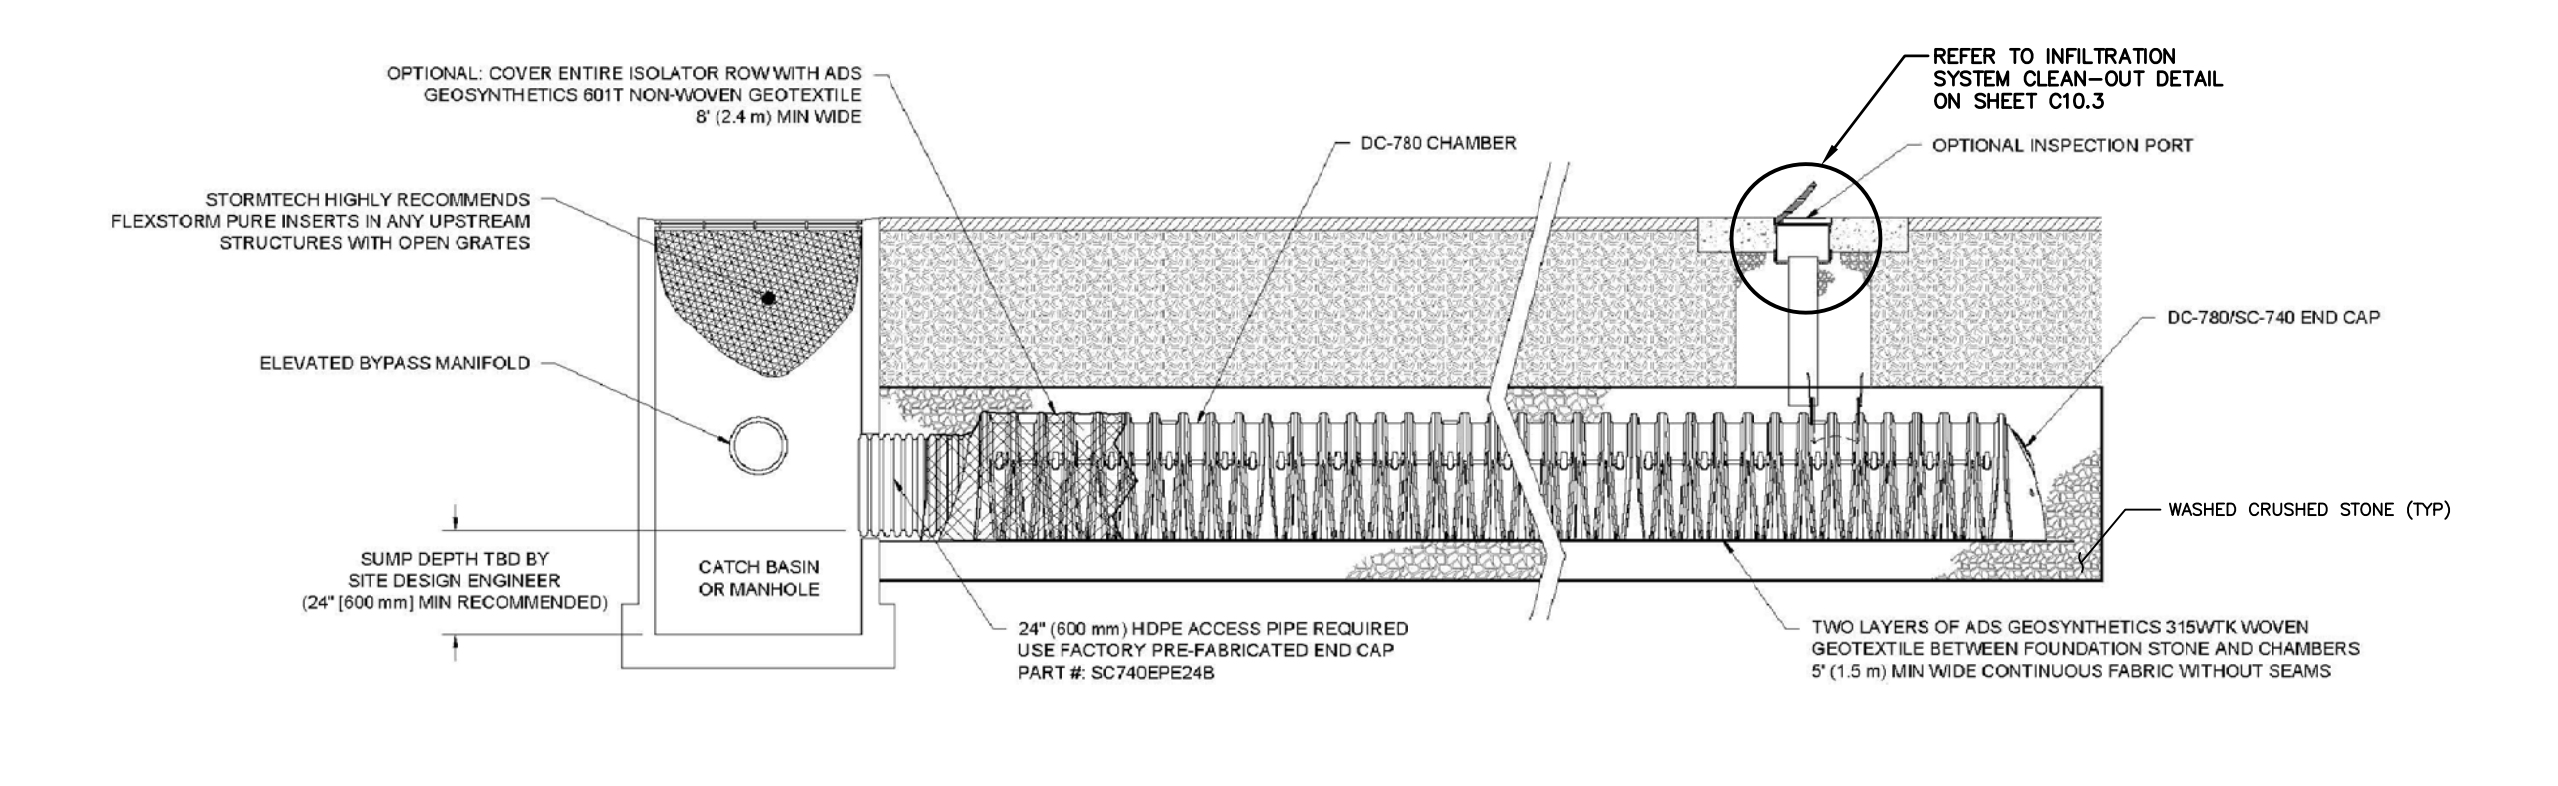 REFER TO INFILTRATION
SYSTEM CLEAN-OUT DETAIL
ON SHEET C10.3
OPTIONAL: COVER ENTIRE ISOLATOR ROW WITH ADS
GEOSYNTHETICS 601T NON-WOVEN GEOTEXTILE
8' (2.4 m) MIN WIDE
DC-780 CHAMBER
OPTIONAL INSPECTION PORT
STORMTECH HIGHLY RECOMMENDS
FLEXSTORM PURE INSERTS IN ANY UPSTREAM
STRUCTURES WITH OPEN GRATES
DC-780/SC-740 END CAP
ELEVATED BYPASS MANIFOLD
WASHED CRUSHED STONE (TYP)
SUMP DEPTH TBD BY
SITE DESIGN ENGINEER
(24" [600 mm] MIN RECOMMENDED)
CATCH BASIN
OR MANHOLE
24" (600 mm) HDPE ACCESS PIPE REQUIRED
USE FACTORY PRE-FABRICATED END CAP
PART #: SC740EPE24B
TWO LAYERS OF ADS GEOSYNTHETICS 315WTK WOVEN
GEOTEXTILE BETWEEN FOUNDATION STONE AND CHAMBERS
5' (1.5 m) MIN WIDE CONTINUOUS FABRIC WITHOUT SEAMS